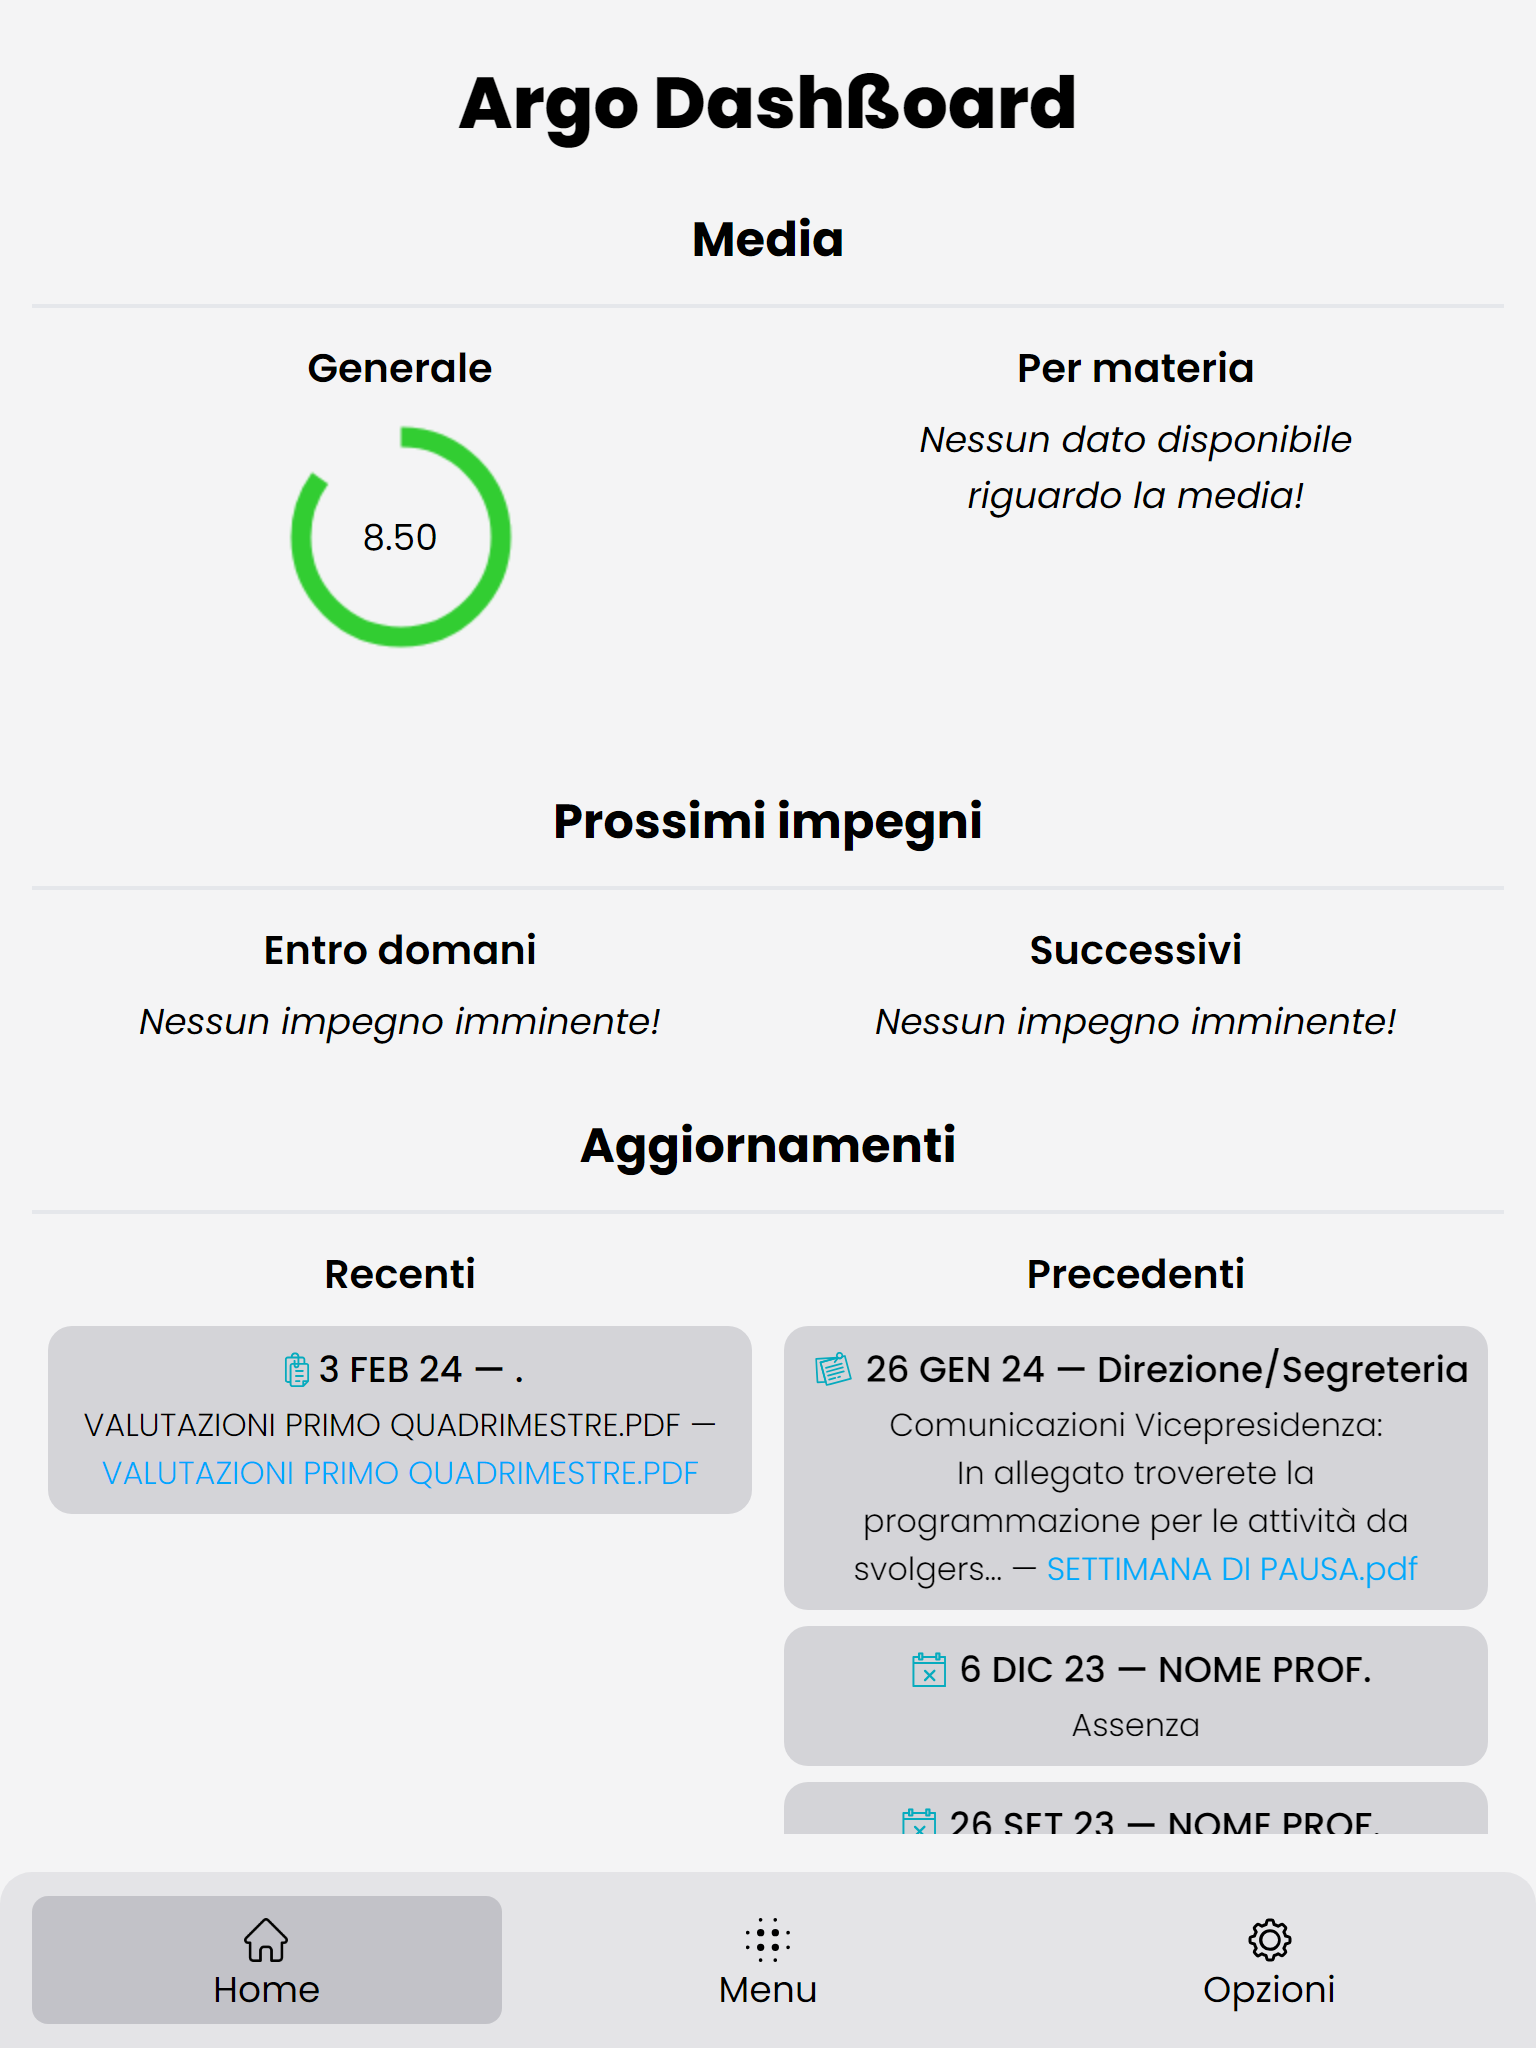 Argo Dashẞoard
Media
Generale
8.50
Per materia
Nessun dato disponibile
riguardo la media!
Prossimi impegni
Entro domani
Nessun impegno imminente!
Successivi
Nessun impegno imminente!
Aggiornamenti
Recenti
3 FEB 24 — .
VALUTAZIONI PRIMO QUADRIMESTRE.PDF —
VALUTAZIONI PRIMO QUADRIMESTRE.PDF
Precedenti
26 GEN 24 — Direzione/Segreteria
Comunicazioni Vicepresidenza:
In allegato troverete la
programmazione per le attività da
svolgers... — SETTIMANA DI PAUSA.pdf
6 DIC 23 — NOME PROF.
Assenza
26 SET 23 — NOME PROF.
Home
Menu
Opzioni